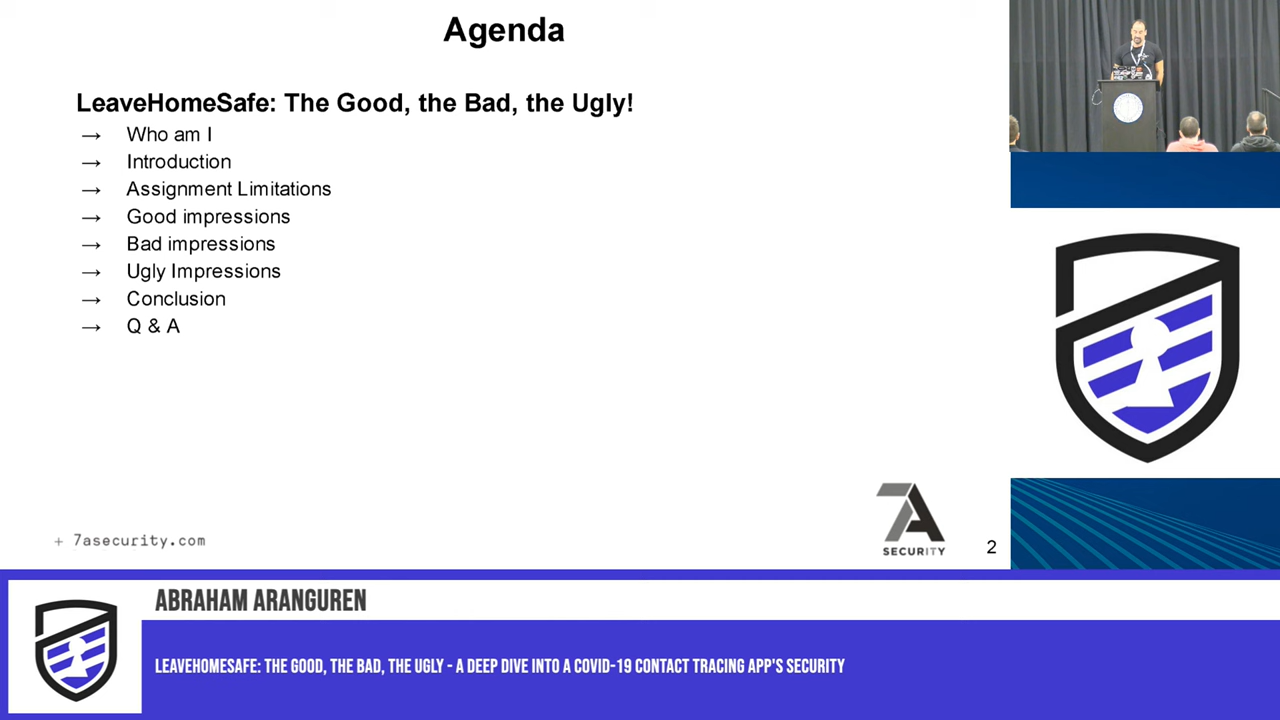 Agenda
LeaveHomeSafe: The Good, the Bad, the Ugly!
→ Who am I
→ Introduction
→ Assignment Limitations
→ Good impressions
→ Bad impressions
→ Ugly Impressions
→ Conclusion
→ Q & A
+ 7asecurity.com
7A
SECURITY
2
ABRAHAM ARANGUREN
LEAVEHOMESAFE: THE GOOD, THE BAD, THE UGLY - A DEEP DIVE INTO A COVID-19 CONTACT TRACING APP'S SECURITY